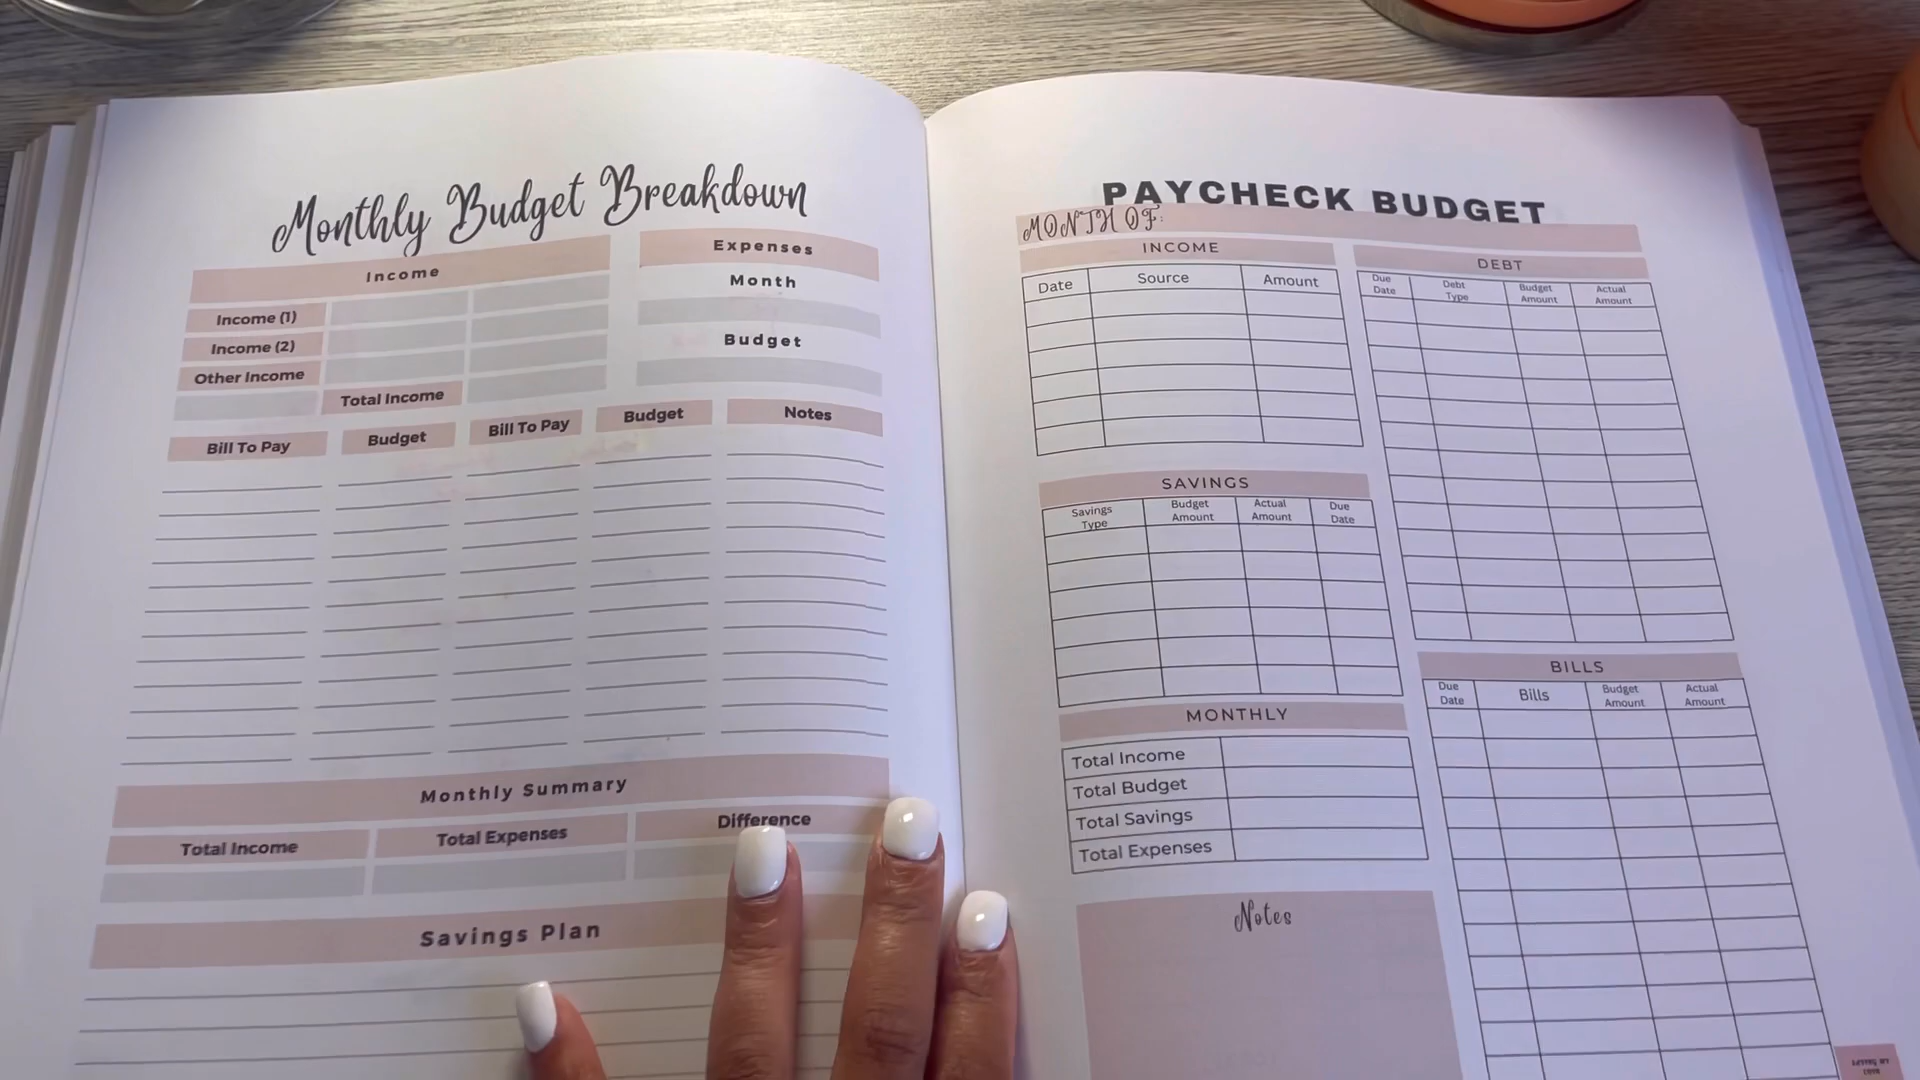 Monthly Budget Breakdown
Income
Income (1)
Income (2)
Other Income
Total Income
Expenses
Month
Budget
Bill To Pay Budget Bill To Pay Budget Notes
Monthly Summary
Total Income Total Expenses Difference
Savings Plan
PAYCHECK BUDGET
MONTH OF:
INCOME
Date Source Amount
SAVINGS
Savings Type Budget Amount Actual Amount Due Date
MONTHLY
Total Income
Total Budget
Total Savings
Total Expenses
Notes
DEBT
Due Date Debt Type Budget Amount Actual Amount
BILLS
Due Date Bills Budget Amount Actual Amount